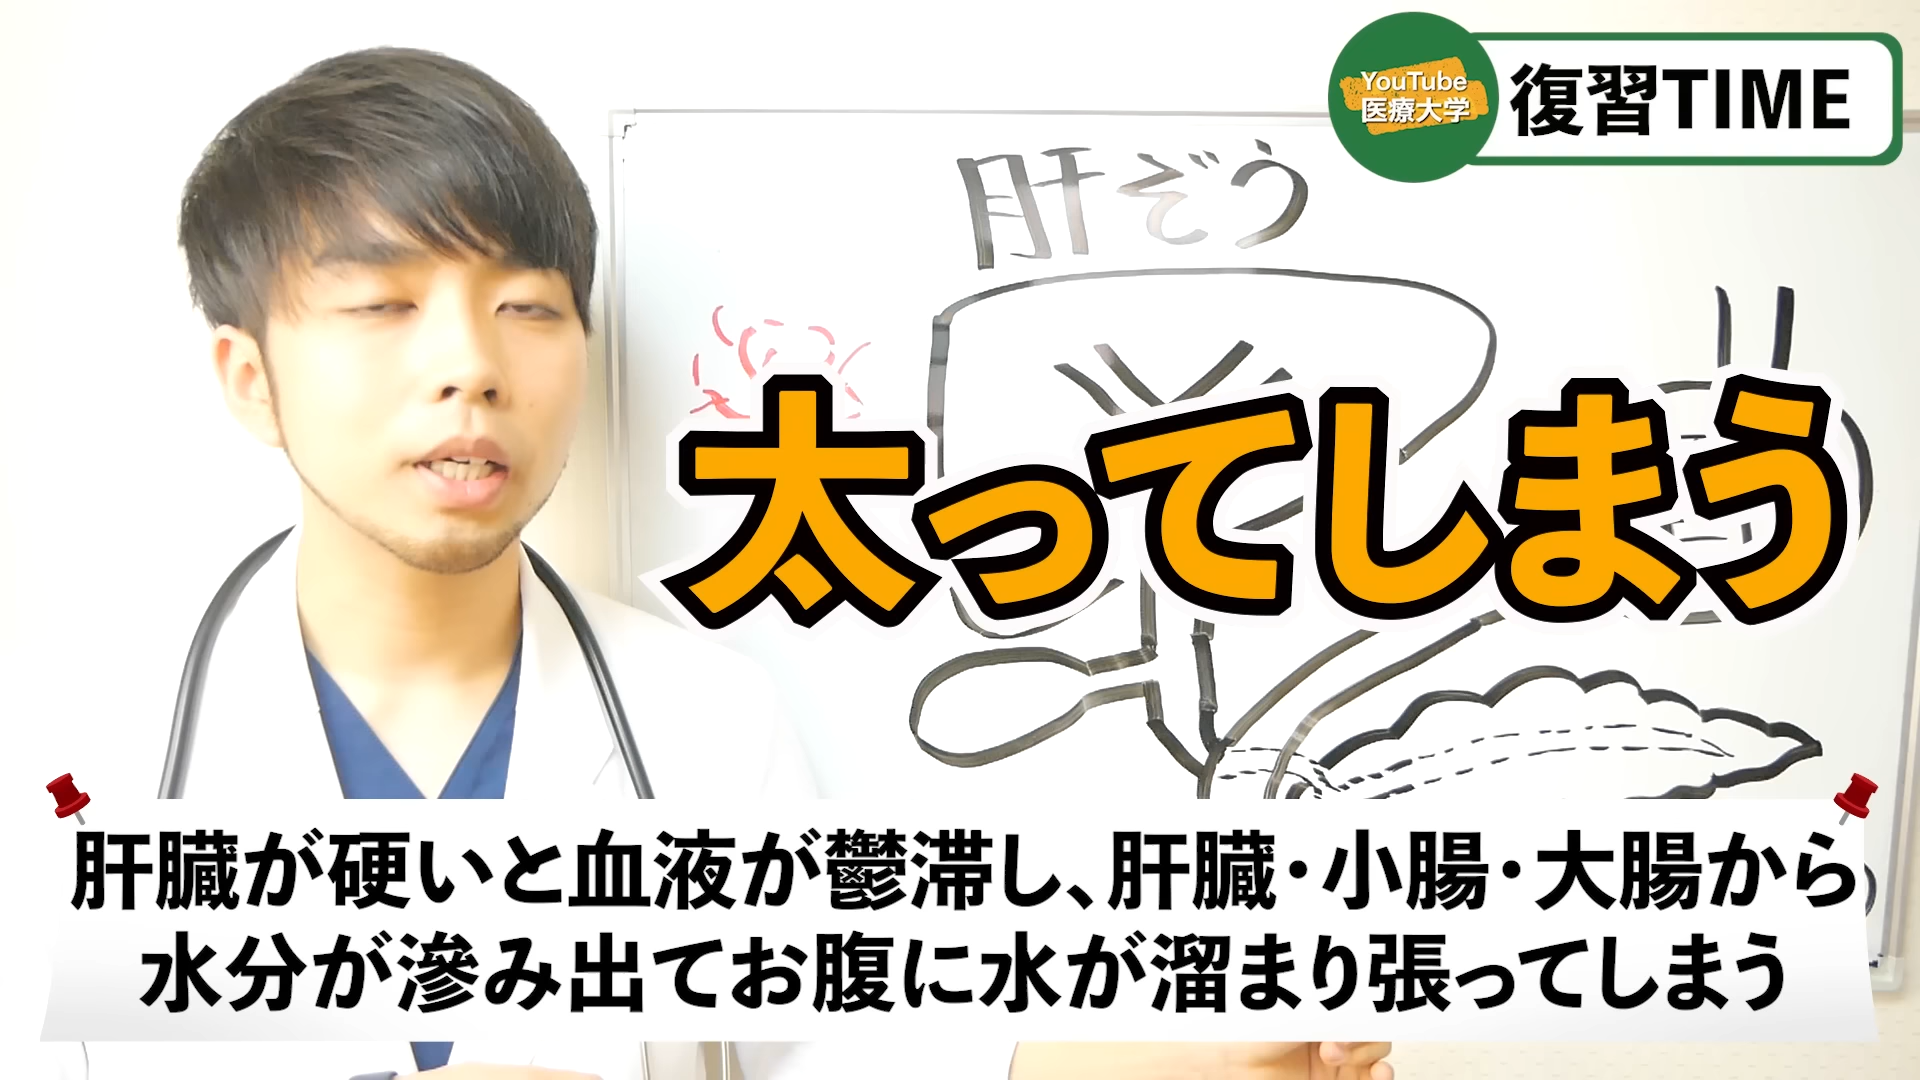 YouTube
医療大学
復習TIME
肝ぞう
太ってしまう
肝臓が硬いと血液が鬱滞し、肝臓・小腸・大腸から
水分が滲み出てお腹に水が溜まり張ってしまう